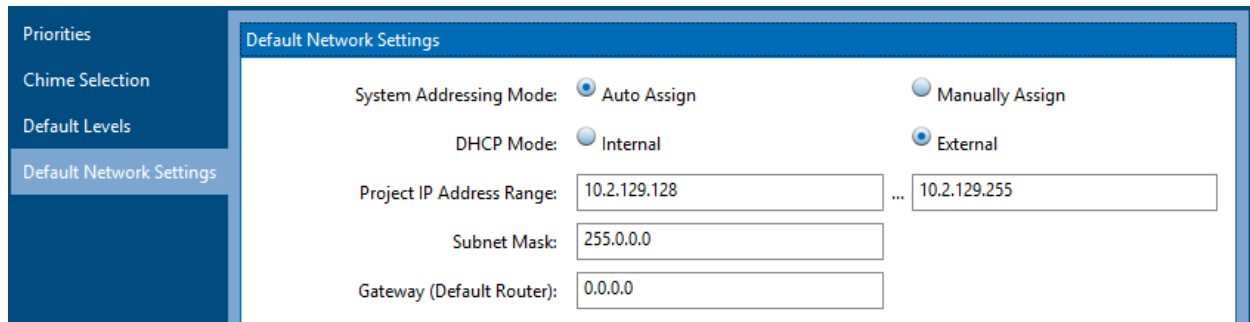 Priorities
Chime Selection
Default Levels
Default Network Settings
Default Network Settings
System Addressing Mode: Auto Assign Manually Assign
DHCP Mode: Internal External
Project IP Address Range: 10.2.129.128 ... 10.2.129.255
Subnet Mask: 255.0.0.0
Gateway (Default Router): 0.0.0.0